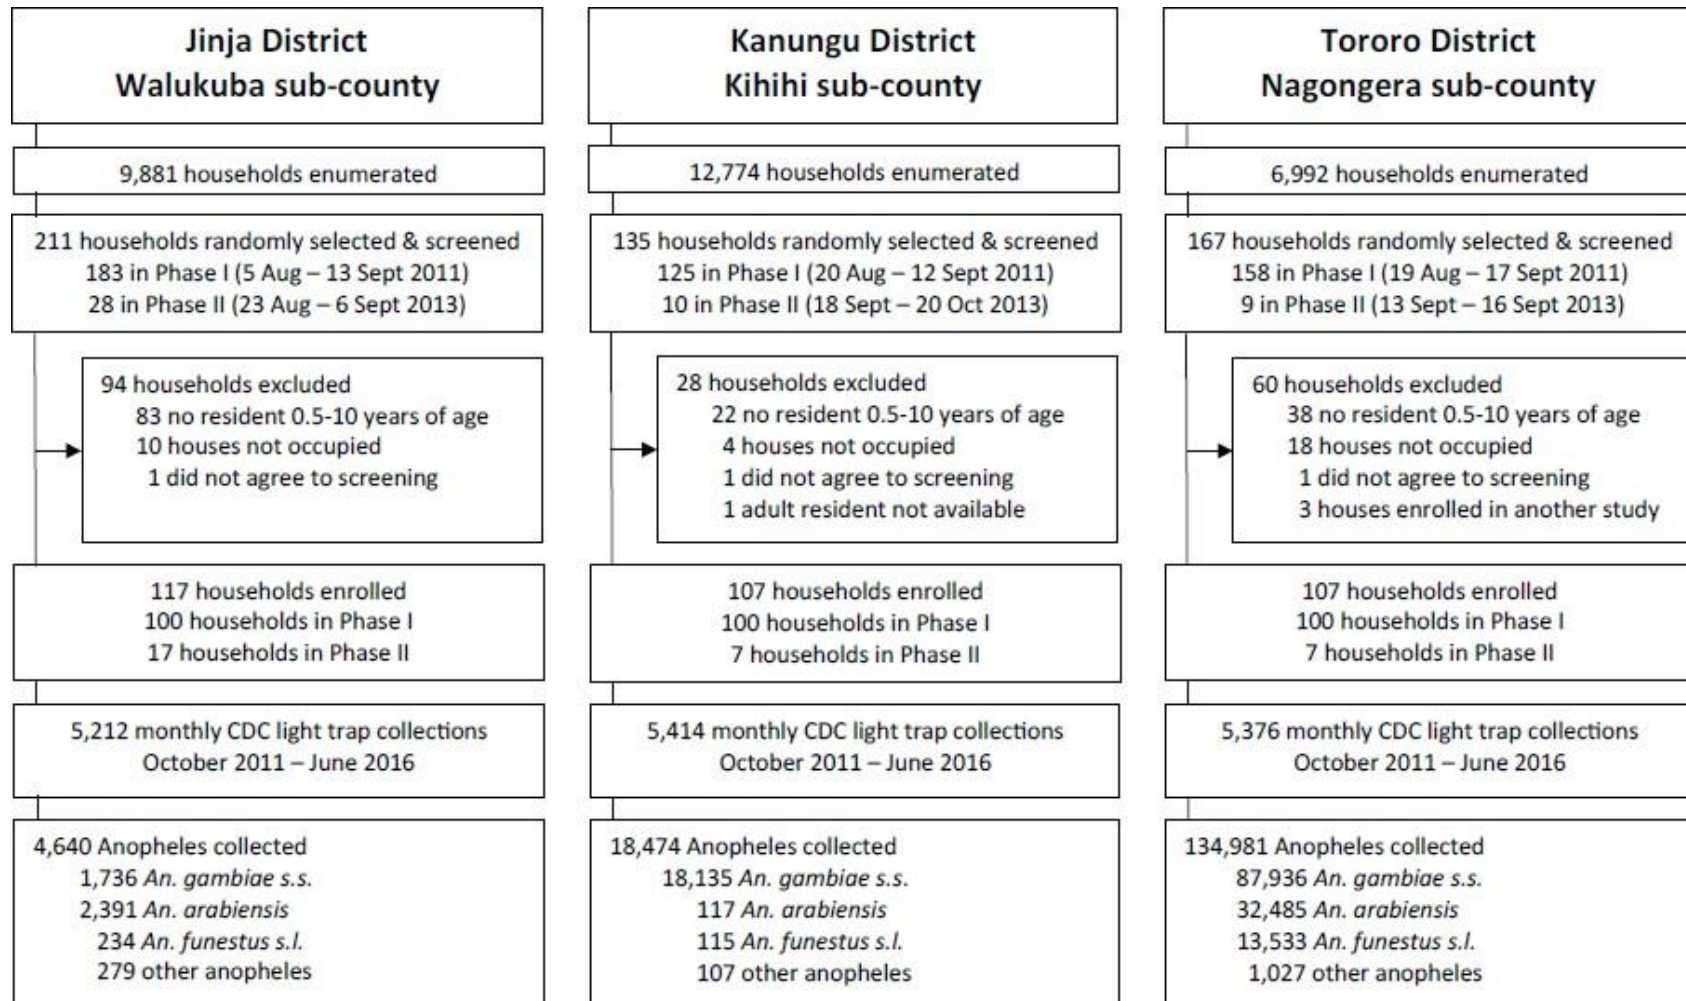 Jinja District
Walukuba sub-county
9,881 households enumerated
211 households randomly selected & screened
183 in Phase I (5 Aug – 13 Sept 2011)
28 in Phase II (23 Aug – 6 Sept 2013)
94 households excluded
83 no resident 0.5-10 years of age
10 houses not occupied
1 did not agree to screening
117 households enrolled
100 households in Phase I
17 households in Phase II
5,212 monthly CDC light trap collections
October 2011 – June 2016
4,640 Anopheles collected
1,736 An. gambiae s.s.
2,391 An. arabiensis
234 An. funestus s.l.
279 other anopheles
Kanungu District
Kihihi sub-county
12,774 households enumerated
135 households randomly selected & screened
125 in Phase I (20 Aug – 12 Sept 2011)
10 in Phase II (18 Sept – 20 Oct 2013)
28 households excluded
22 no resident 0.5-10 years of age
4 houses not occupied
1 did not agree to screening
1 adult resident not available
107 households enrolled
100 households in Phase I
7 households in Phase II
5,414 monthly CDC light trap collections
October 2011 – June 2016
18,474 Anopheles collected
18,135 An. gambiae s.s.
117 An. arabiensis
115 An. funestus s.l.
107 other anopheles
Tororo District
Nagongera sub-county
6,992 households enumerated
167 households randomly selected & screened
158 in Phase I (19 Aug – 17 Sept 2011)
9 in Phase II (13 Sept – 16 Sept 2013)
60 households excluded
38 no resident 0.5-10 years of age
18 houses not occupied
1 did not agree to screening
3 houses enrolled in another study
107 households enrolled
100 households in Phase I
7 households in Phase II
5,376 monthly CDC light trap collections
October 2011 – June 2016
134,981 Anopheles collected
87,936 An. gambiae s.s.
32,485 An. arabiensis
13,533 An. funestus s.l.
1,027 other anopheles